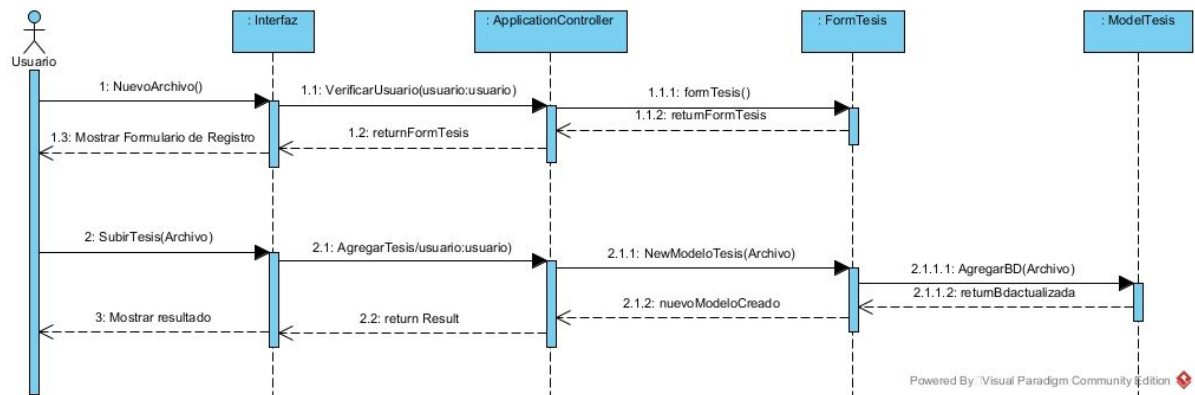 : Interfaz
: ApplicationController
: FormTesis
: ModelTesis
Usuario
1: NuevoArchivo()
1.1: VerificarUsuario(usuario:usuario)
1.1.1: formTesis()
1.1.2: returnFormTesis
1.2: returnFormTesis
1.3: Mostrar Formulario de Registro
2: SubirTesis(Archivo)
2.1: AgregarTesis/usuario:usuario)
2.1.1: NewModeloTesis(Archivo)
2.1.1.1: AgregarBD(Archivo)
2.1.1.2: returnBdactualizada
2.1.2: nuevoModeloCreado
2.2: return Result
3: Mostrar resultado
Powered By Visual Paradigm Community Edition